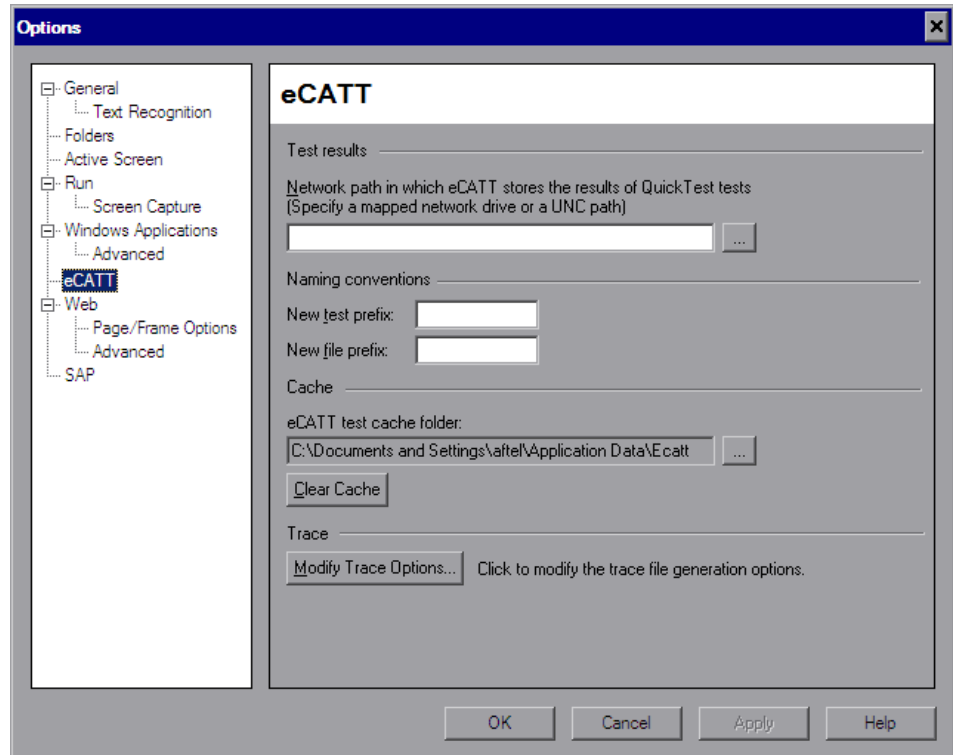 Options
General
Text Recognition
Folders
Active Screen
Run
Screen Capture
Windows Applications
Advanced
eCATT
Web
Page/Frame Options
Advanced
SAP
eCATT
Test results
Network path in which eCATT stores the results of QuickTest tests
(Specify a mapped network drive or a UNC path)
...
Naming conventions
New test prefix:
New file prefix:
Cache
eCATT test cache folder:
C:\Documents and Settings\aftel\Application Data\Ecatt
...
Clear Cache
Trace
Modify Trace Options... Click to modify the trace file generation options.
OK Cancel Apply Help